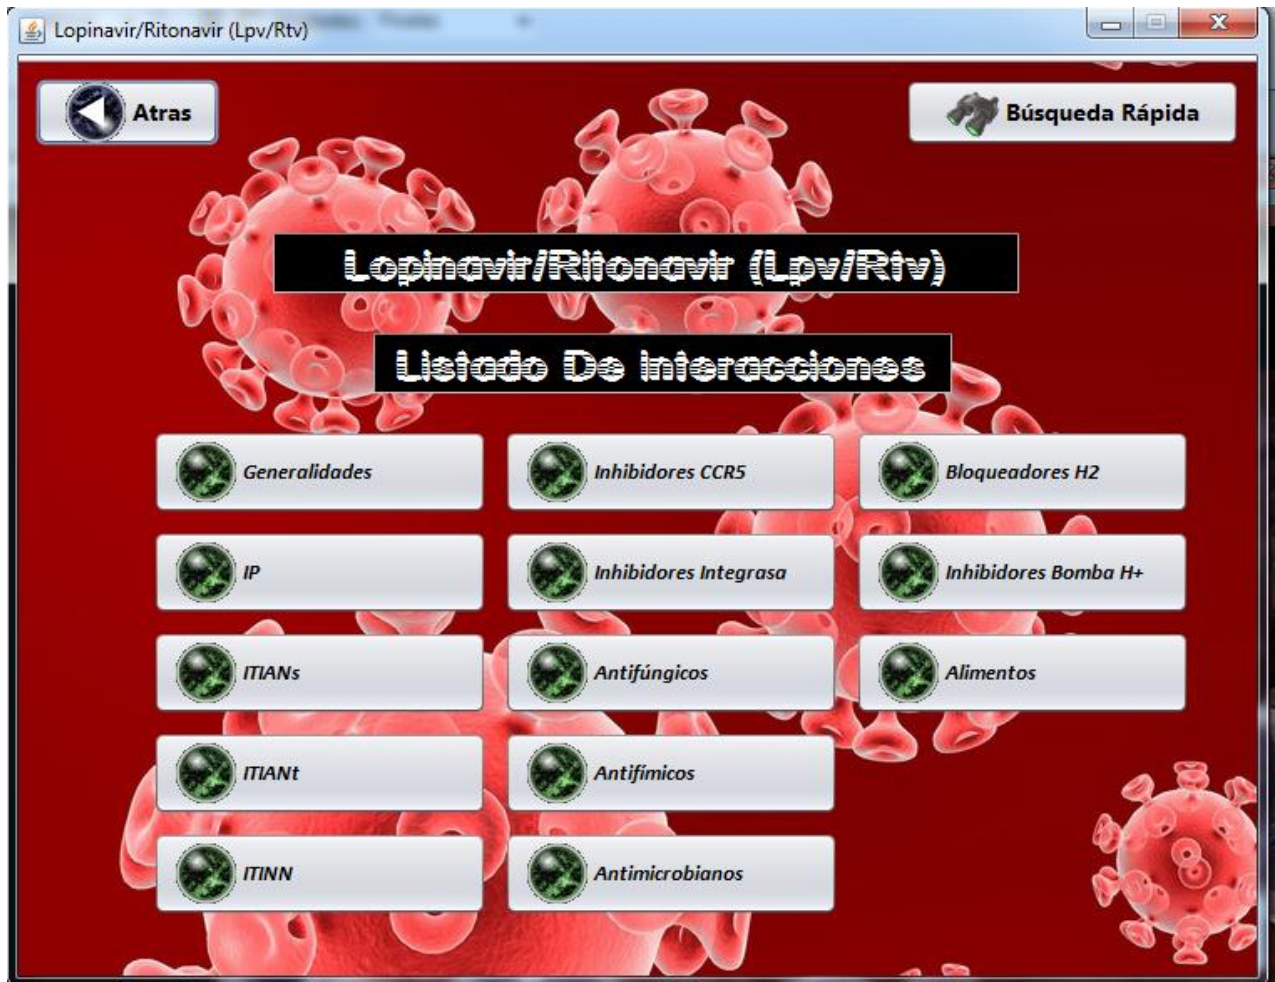 Lopinavir/Ritonavir (Lpv/Rtv)
Atras
Búsqueda Rápida
Lopinavir/Ritonavir (Lpv/Rtv)
Listado De Interacciones
Generalidades
Inhibidores CCR5
Bloqueadores H2
IP
Inhibidores Integrasa
Inhibidores Bomba H+
ITIANs
Antifúngicos
Alimentos
ITIANt
Antifímicos
ITINN
Antimicrobianos